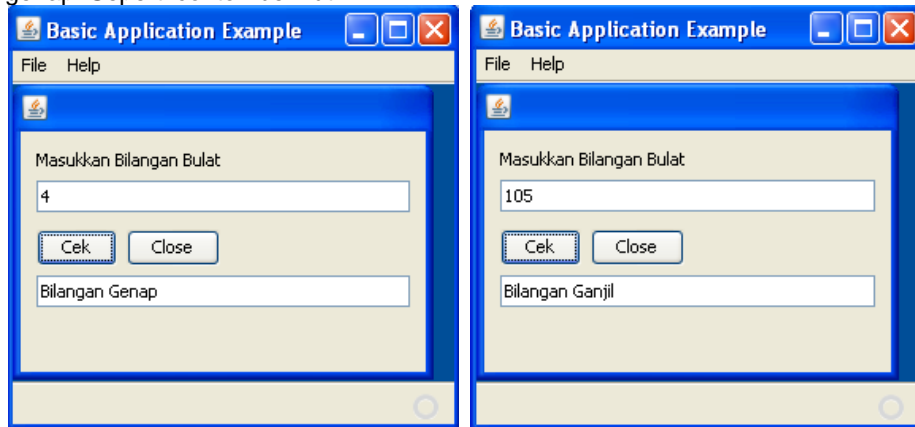 Basic Application Example
File Help
Masukkan Bilangan Bulat
4
Cek Close
Bilangan Genap
Basic Application Example
File Help
Masukkan Bilangan Bulat
105
Cek Close
Bilangan Ganjil